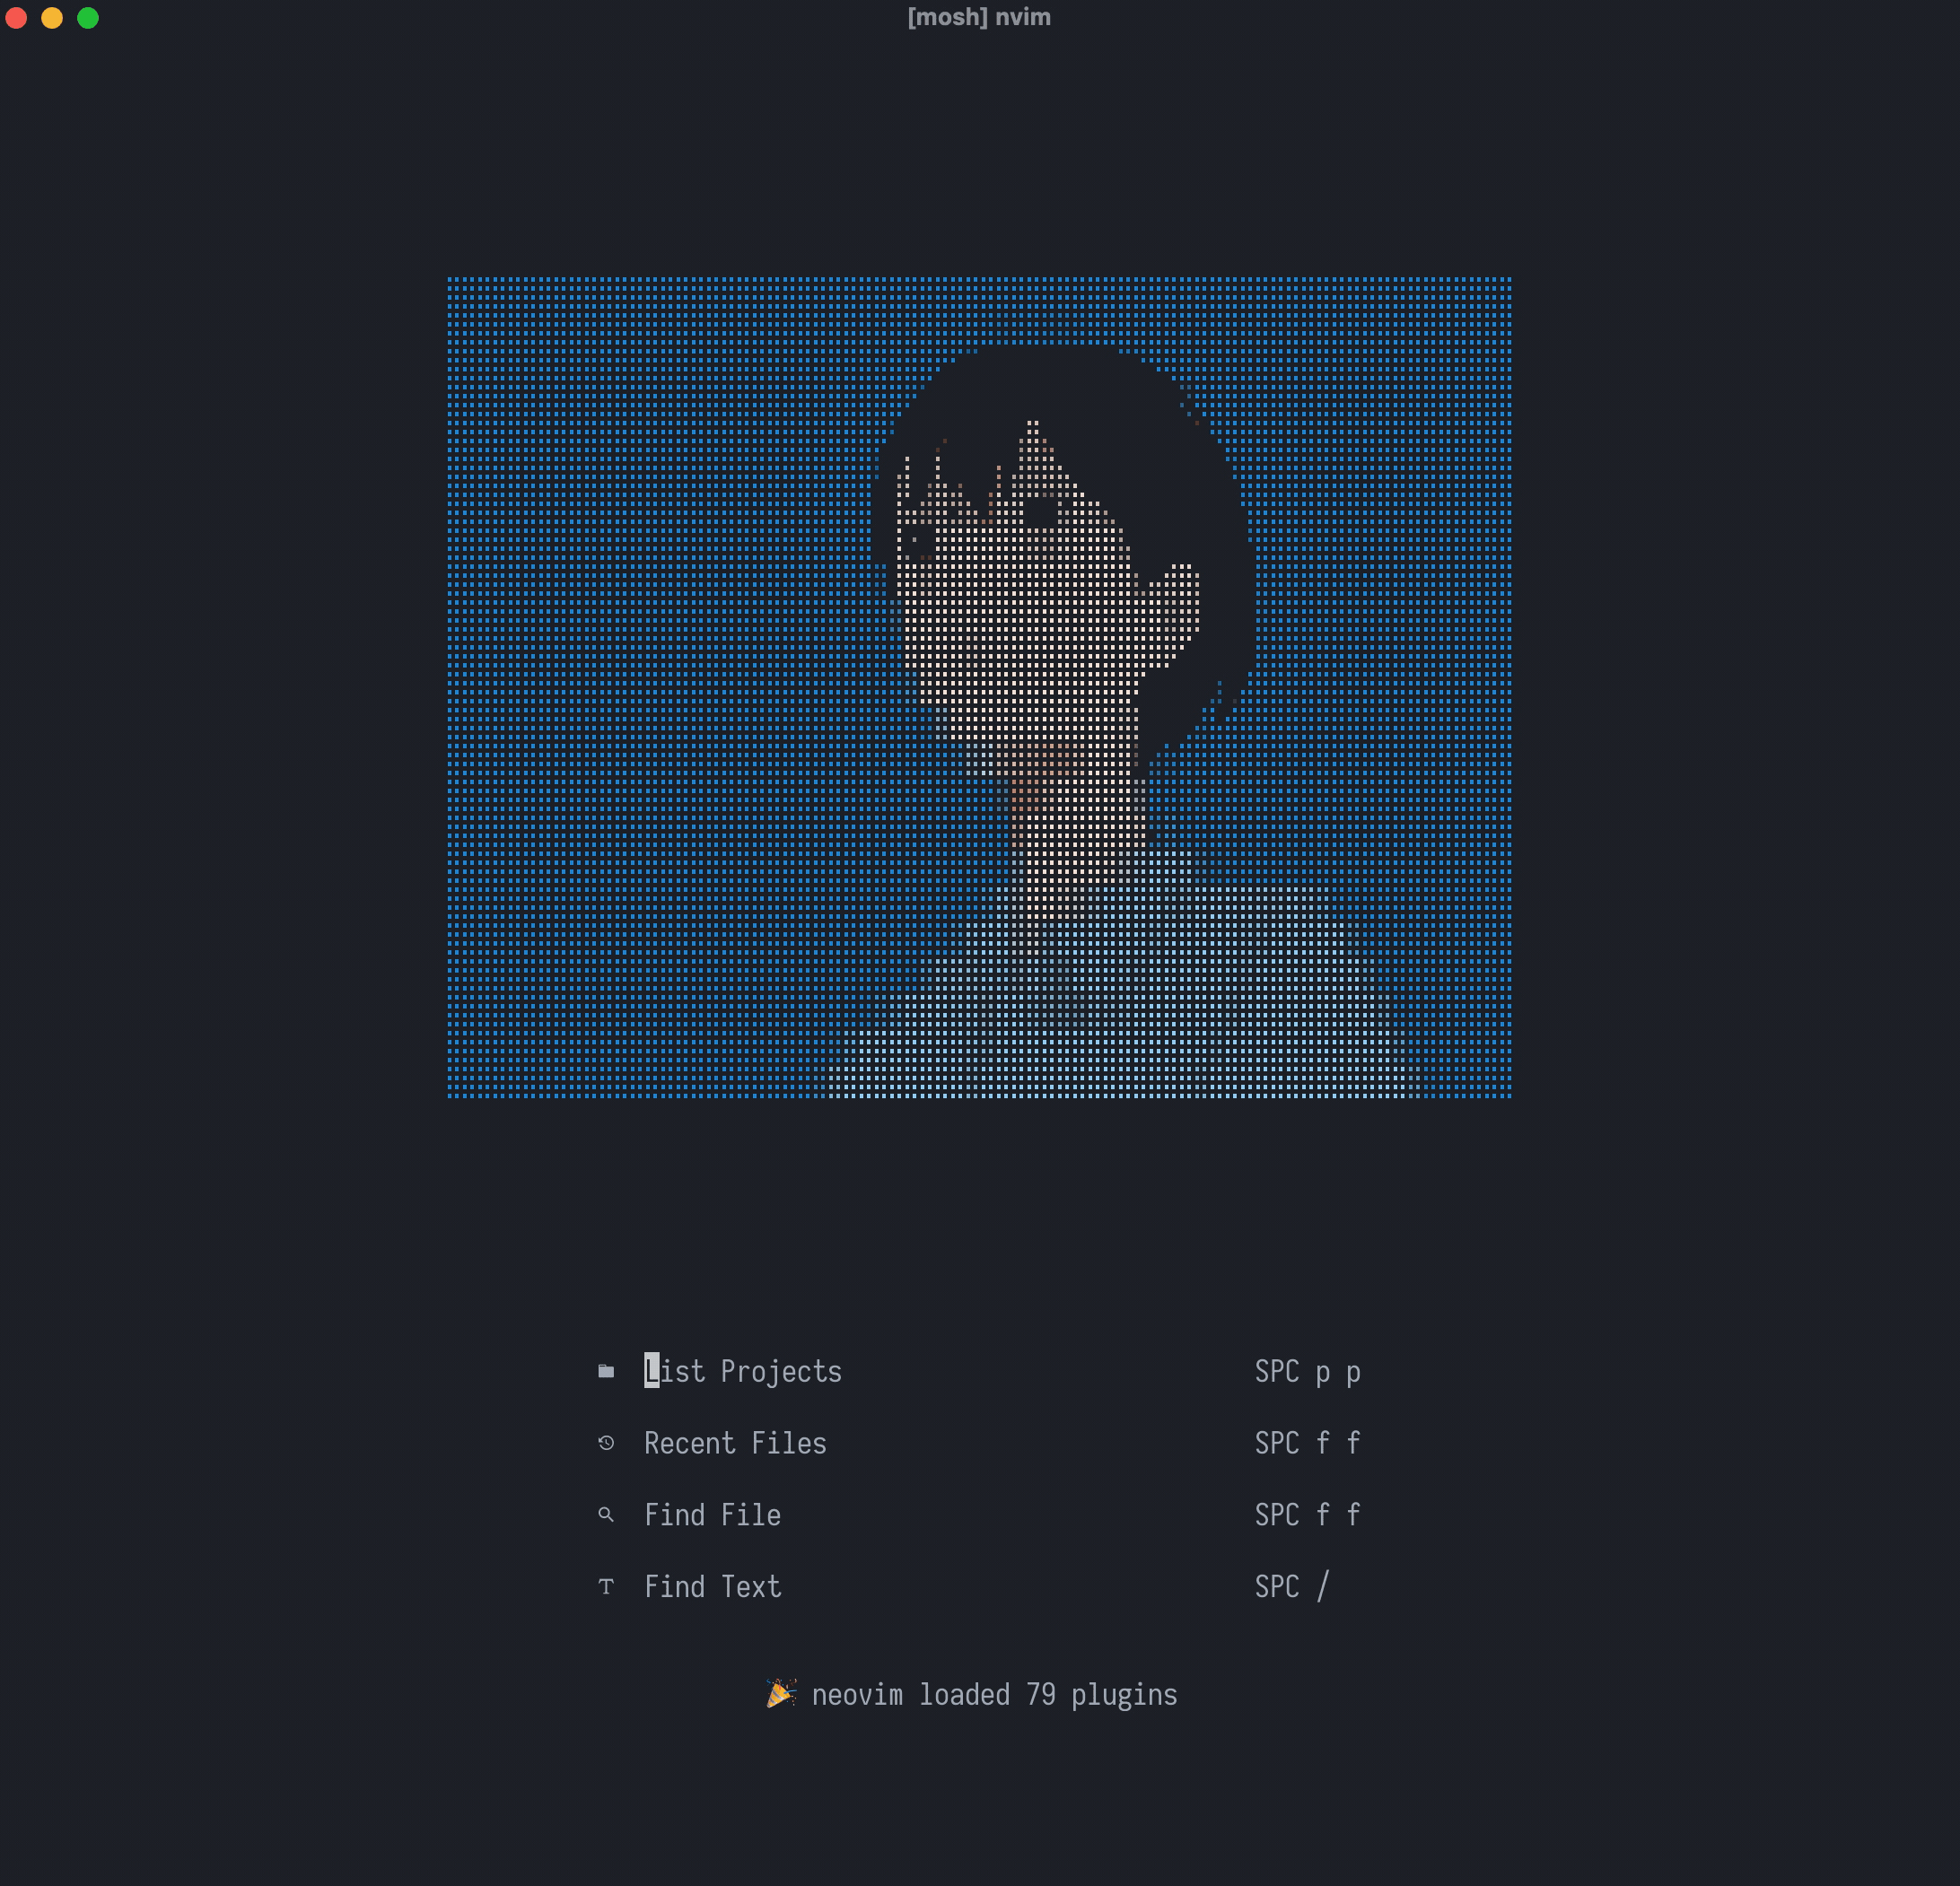 [mosh] nvim
List Projects SPC p p
Recent Files SPC f f
Find File SPC f f
Find Text SPC /
🎉 neovim loaded 79 plugins